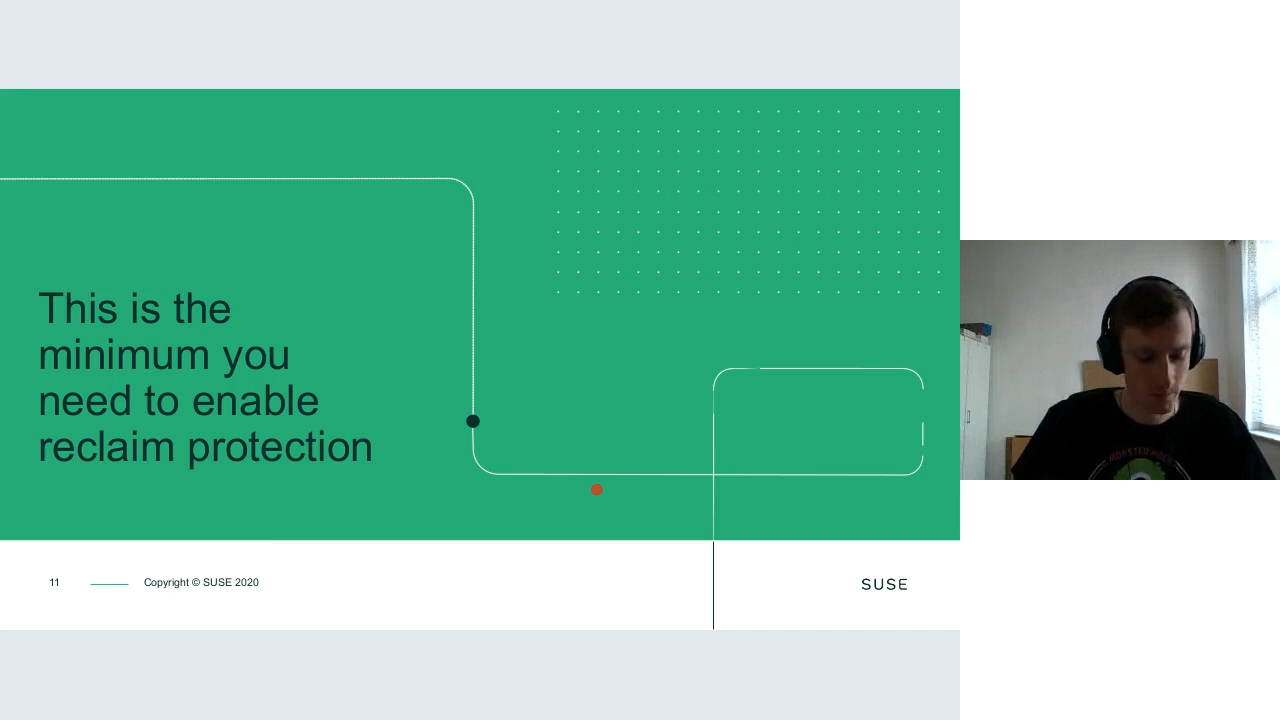 This is the
minimum you
need to enable
reclaim protection
11
Copyright © SUSE 2020
SUSE